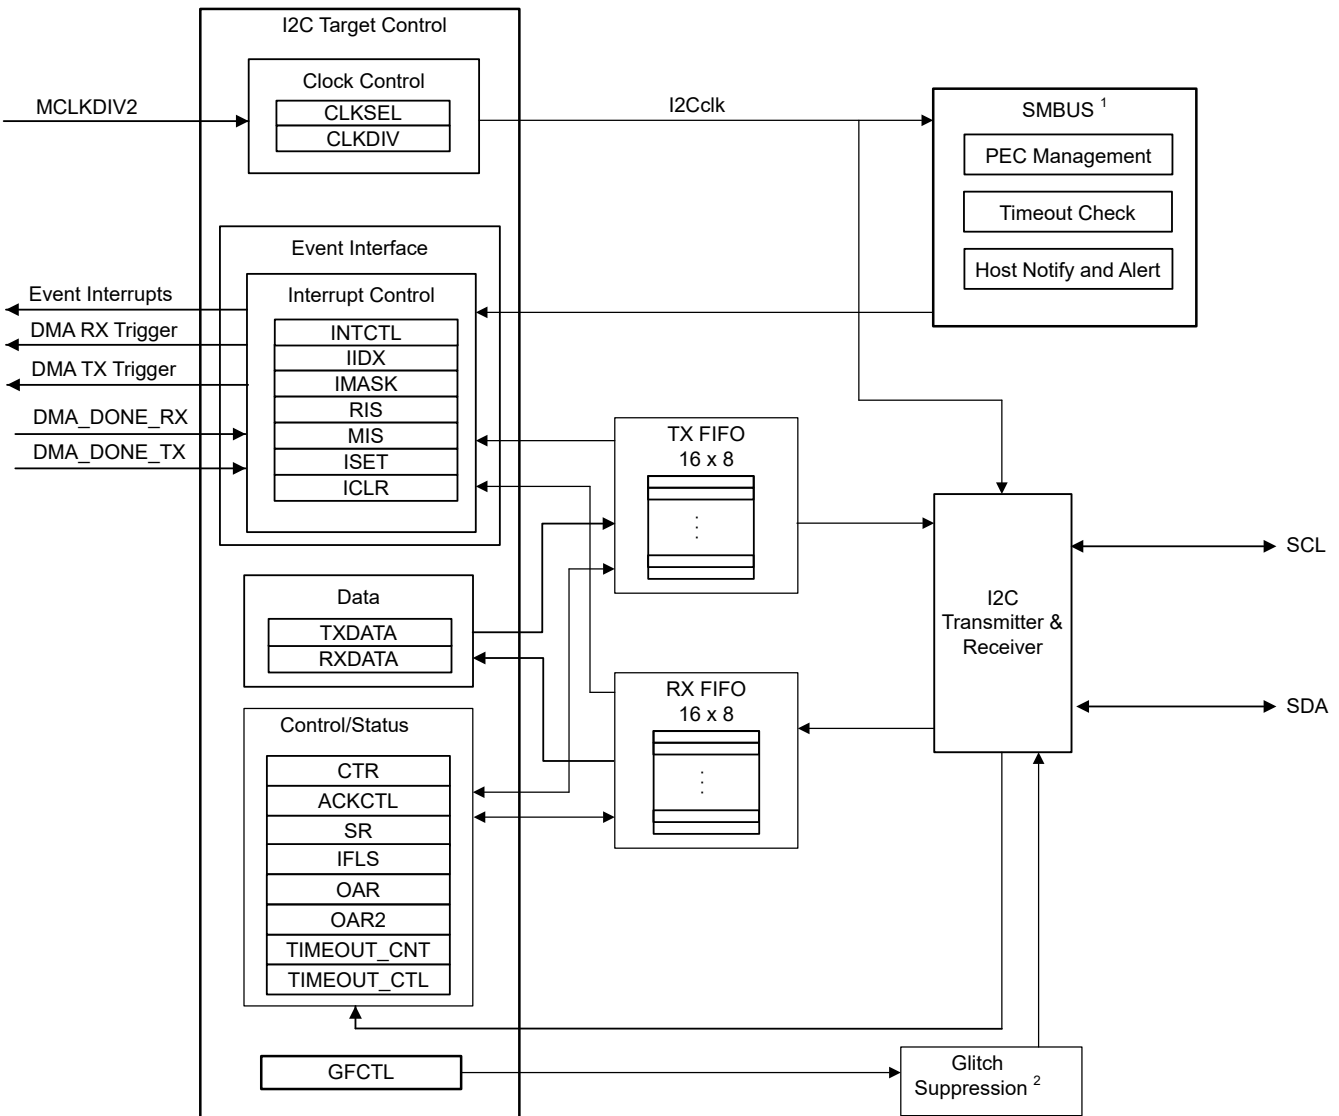 I2C Target Control
Clock Control
CLKSEL
CLKDIV
MCLKDIV2
I2Cclk
SMBUS 1
PEC Management
Timeout Check
Host Notify and Alert
Event Interface
Interrupt Control
INTCTL
IIDX
IMASK
RIS
MIS
ISET
ICLR
Event Interrupts
DMA RX Trigger
DMA TX Trigger
DMA_DONE_RX
DMA_DONE_TX
TX FIFO
16 x 8
Data
TXDATA
RXDATA
I2C
Transmitter &
Receiver
SCL
SDA
RX FIFO
16 x 8
Control/Status
CTR
ACKCTL
SR
IFLS
OAR
OAR2
TIMEOUT_CNT
TIMEOUT_CTL
GFCTL
Glitch
Suppression 2